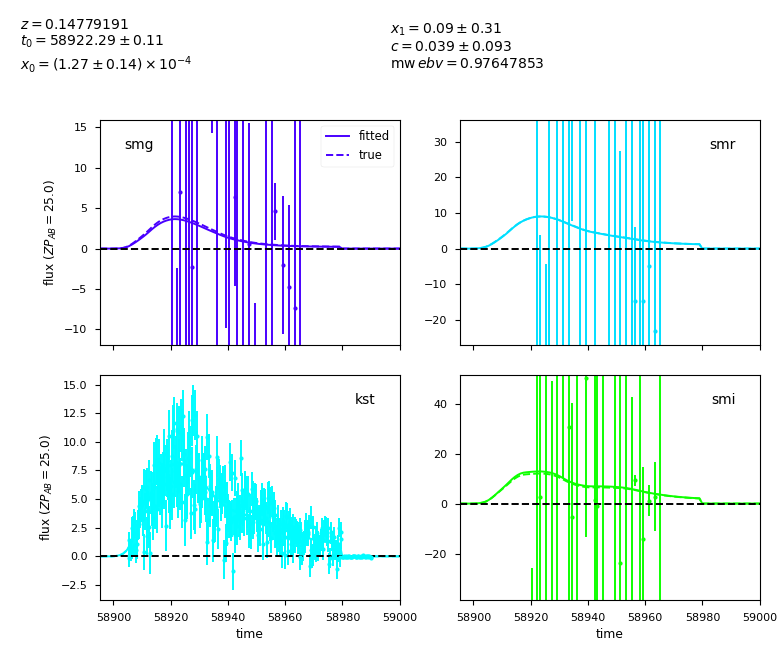 z = 0.14779191
t₀ = 58922.29 ± 0.11
x₀ = (1.27 ± 0.14) × 10⁻⁴
x₁ = 0.09 ± 0.31
c = 0.039 ± 0.093
mw ebv = 0.97647853
smg
fitted
true
15
10
5
0
−5
−10
flux (ZP_AB = 25.0)
smr
30
20
10
0
−10
−20
kst
15.0
12.5
10.0
7.5
5.0
2.5
0.0
−2.5
flux (ZP_AB = 25.0)
58900 58920 58940 58960 58980 59000
time
smi
40
20
0
−20
58900 58920 58940 58960 58980 59000
time